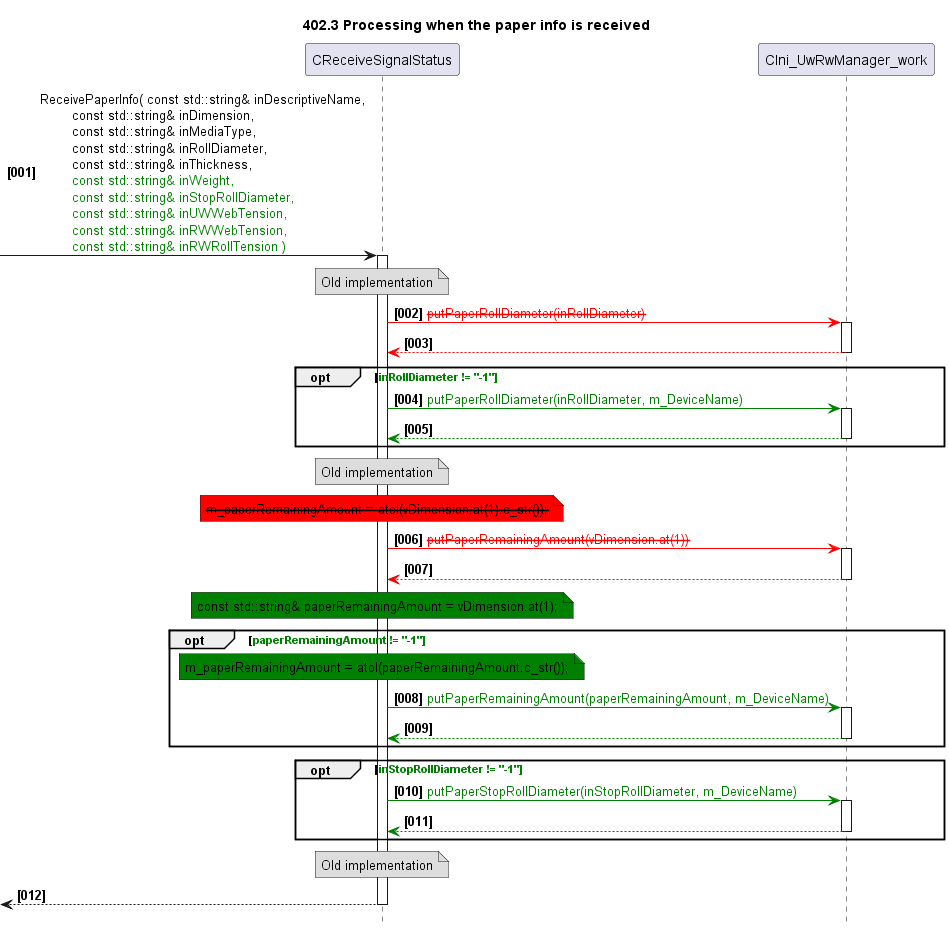 402.3 Processing when the paper info is received
CReceiveSignalStatus
CIni_UwRwManager_work
[001]
ReceivePaperInfo( const std::string& inDescriptiveName,
const std::string& inDimension,
const std::string& inMediaType,
const std::string& inRollDiameter,
const std::string& inThickness,
const std::string& inWeight,
const std::string& inStopRollDiameter,
const std::string& inUWWebTension,
const std::string& inRWWebTension,
const std::string& inRWRollTension )
Old implementation
[002] putPaperRollDiameter(inRollDiameter)
[003]
opt [inRollDiameter != "-1"]
[004] putPaperRollDiameter(inRollDiameter, m_DeviceName)
[005]
Old implementation
m_paperRemainingAmount = atol(vDimension.at(1).c_str());
[006] putPaperRemainingAmount(vDimension.at(1))
[007]
const std::string& paperRemainingAmount = vDimension.at(1);
opt [paperRemainingAmount != "-1"]
m_paperRemainingAmount = atol(paperRemainingAmount.c_str());
[008] putPaperRemainingAmount(paperRemainingAmount, m_DeviceName)
[009]
opt [inStopRollDiameter != "-1"]
[010] putPaperStopRollDiameter(inStopRollDiameter, m_DeviceName)
[011]
Old implementation
[012]